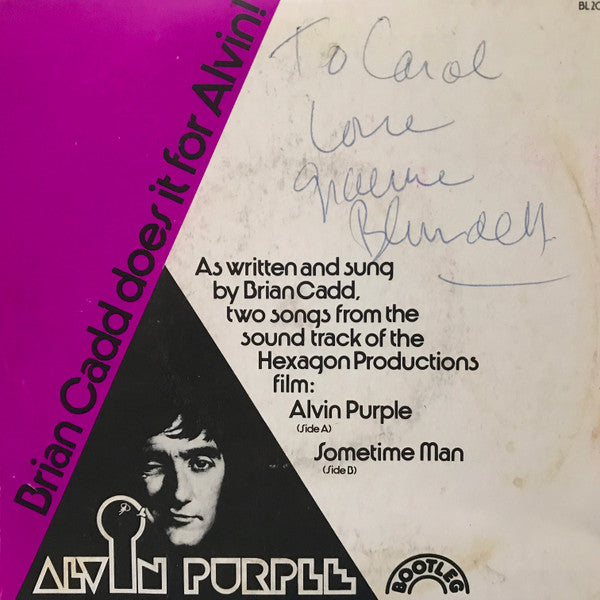 BL 20
To Carol
love
Graeme
Blundell
Brian Cadd does it for Alvin!
As written and sung
by Brian Cadd,
two songs from the
sound track of the
Hexagon Productions
film:
Alvin Purple
(Side A)
Sometime Man
(Side B)
ALVIN PURPLE
BOOTLEG